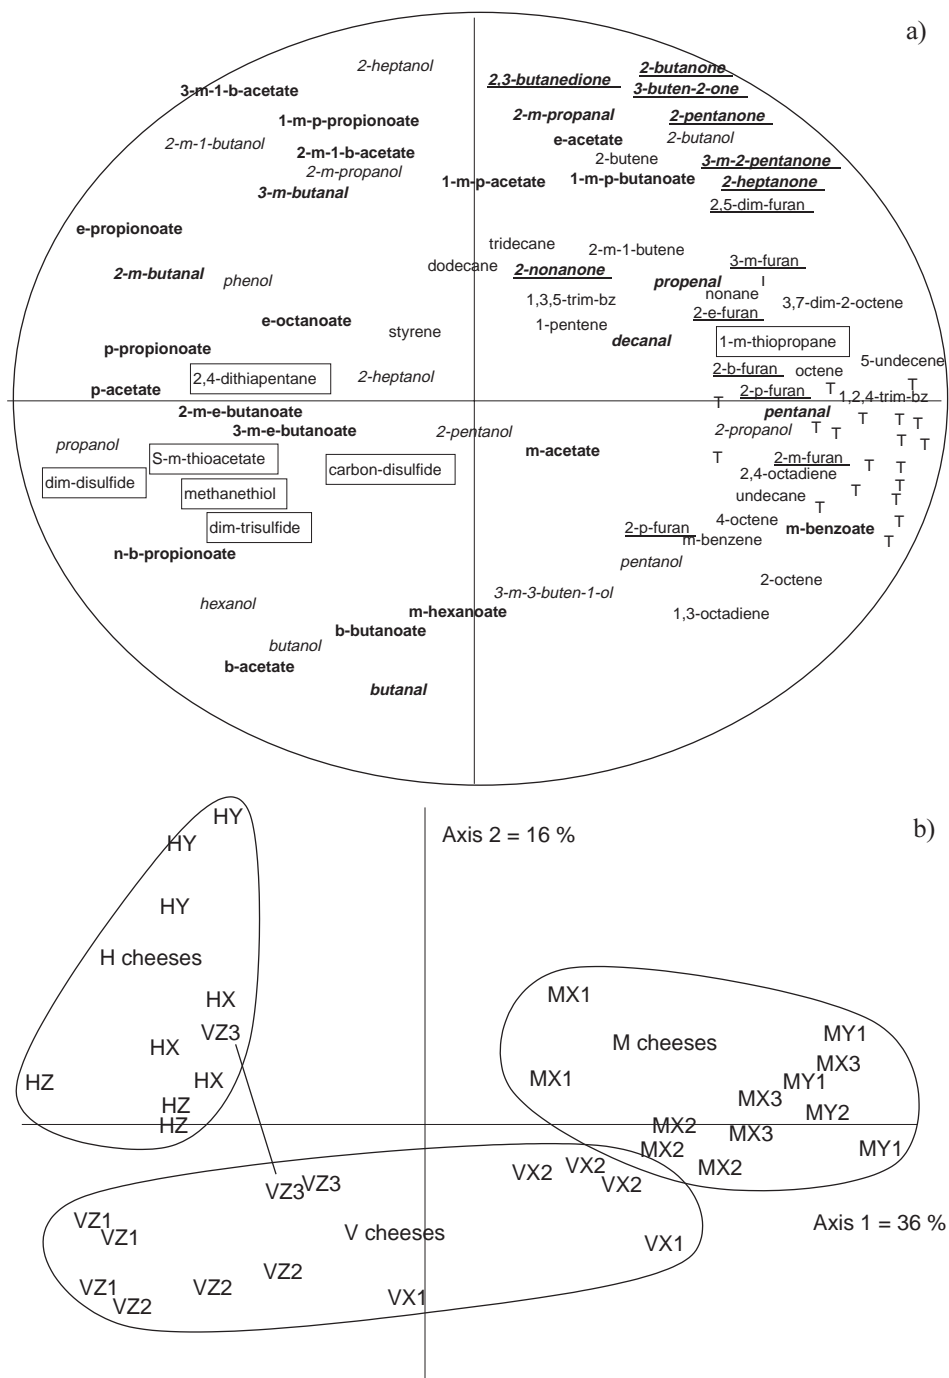 a)
2-heptanol
2,3-butanedione
2-butanone
3-m-1-b-acetate
3-buten-2-one
1-m-p-propionoate
2-m-propanal
2-pentanone
2-m-1-butanol
e-acetate
2-butanol
2-m-1-b-acetate
2-butene
3-m-2-pentanone
2-m-propanol
1-m-p-acetate
1-m-p-butanoate
2-heptanone
3-m-butanal
2,5-dim-furan
e-propionoate
tridecane
2-m-1-butene
dodecane
2-nonanone
3-m-furan
2-m-butanal
phenol
propenal
nonane
1,3,5-trim-bz
3,7-dim-2-octene
e-octanoate
1-pentene
2-e-furan
styrene
decanal
1-m-thiopropane
p-propionoate
5-undecene
2,4-dithiapentane
2-heptanol
2-b-furan
octene
T
p-acetate
2-p-furan
T
1,2,4-trim-bz
T
2-m-e-butanoate
pentanal
T
T
T
3-m-e-butanoate
2-pentanol
2-propanol
T
T
T
T
propanol
m-acetate
S-m-thioacetate
carbon-disulfide
T
2-m-furan
T
T
dim-disulfide
2,4-octadiene
methanethiol
undecane
T
T
T
T
dim-trisulfide
2-p-furan
4-octene
m-benzoate
T
n-b-propionoate
m-benzene
T
pentanol
hexanol
3-m-3-buten-1-ol
2-octene
m-hexanoate
1,3-octadiene
b-butanoate
butanol
b-acetate
butanal
b)
Axis 2 = 16 %
HY
HY
HY
H cheeses
HX
MX1
VZ3
M cheeses
MY1
HX
MX3
HZ
HX
MX1
MY1
MX3
HZ
MY2
HZ
MX2
MX3
MX2
MY1
VX2
VX2
MX2
VZ3
VZ3
VX2
VZ1
Axis 1 = 36 %
VZ1
V cheeses
VX1
VZ2
VZ1
VZ2
VX1
VZ2